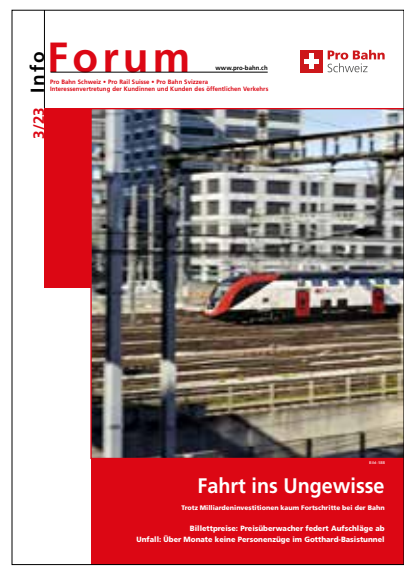 Info
Forum
3/23
www.pro-bahn.ch
Pro Bahn
Schweiz
Pro Bahn Schweiz • Pro Rail Suisse • Pro Bahn Svizzera
Interessenvertretung der Kundinnen und Kunden des öffentlichen Verkehrs
Fahrt ins Ungewisse
Trotz Milliardeninvestitionen kaum Fortschritte bei der Bahn
Billettpreise: Preisüberwacher federt Aufschläge ab
Unfall: Über Monate keine Personenzüge im Gotthard-Basistunnel